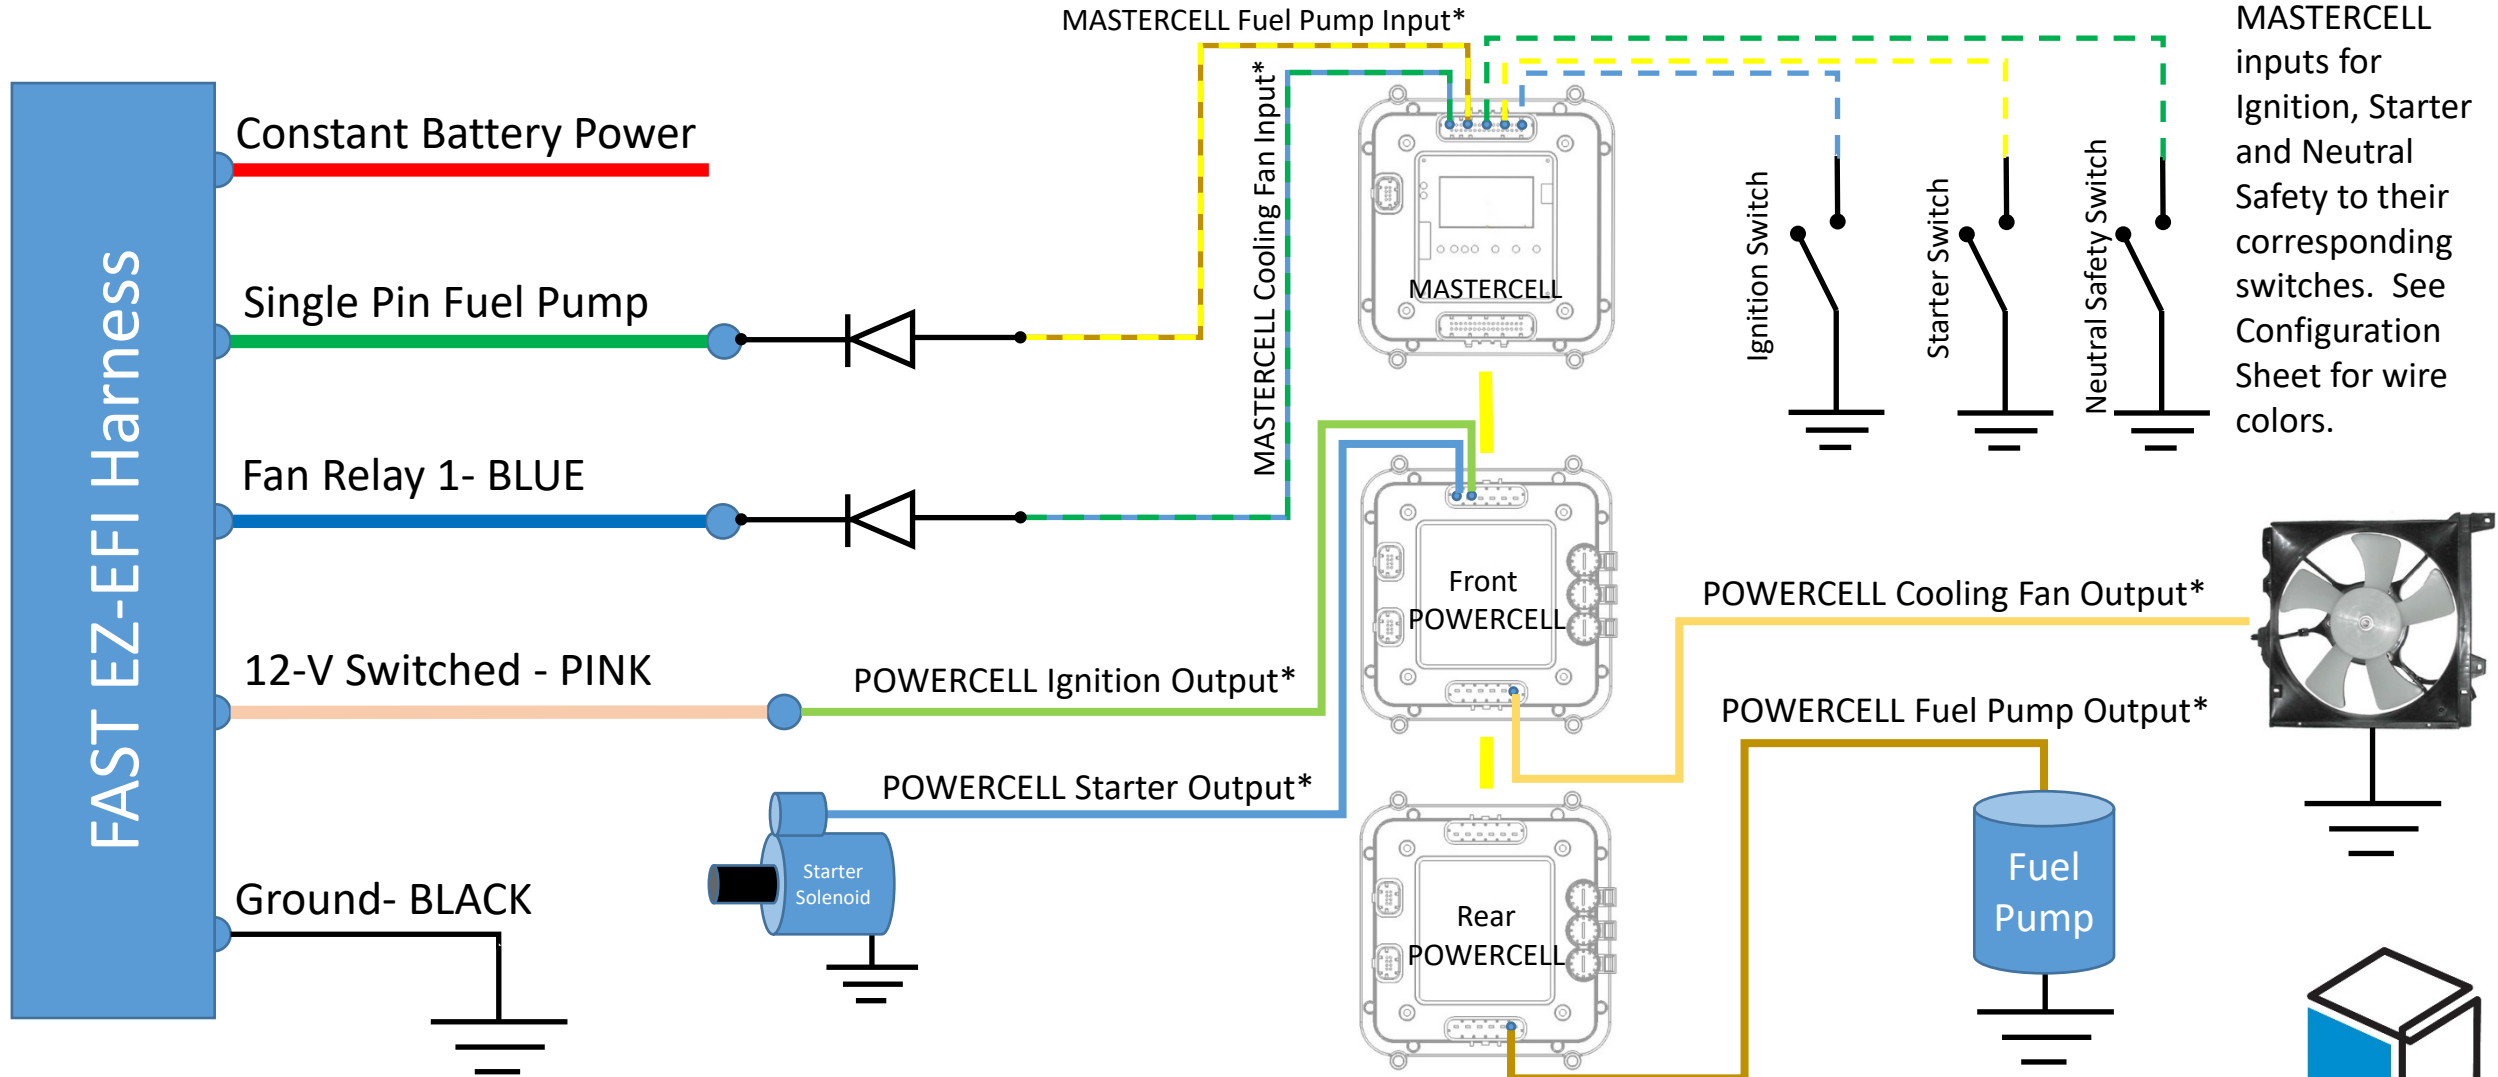 MASTERCELL Fuel Pump Input*
MASTERCELL
inputs for
Ignition, Starter
and Neutral
Safety to their
corresponding
switches.  See
Configuration
Sheet for wire
colors.
FAST EZ-EFI Harness
Constant Battery Power
Single Pin Fuel Pump
Fan Relay 1- BLUE
12-V Switched - PINK
Ground- BLACK
MASTERCELL Cooling Fan Input*
MASTERCELL
Ignition Switch
Starter Switch
Neutral Safety Switch
Front
POWERCELL
POWERCELL Cooling Fan Output*
POWERCELL Ignition Output*
POWERCELL Fuel Pump Output*
POWERCELL Starter Output*
Starter
Solenoid
Rear
POWERCELL
Fuel
Pump